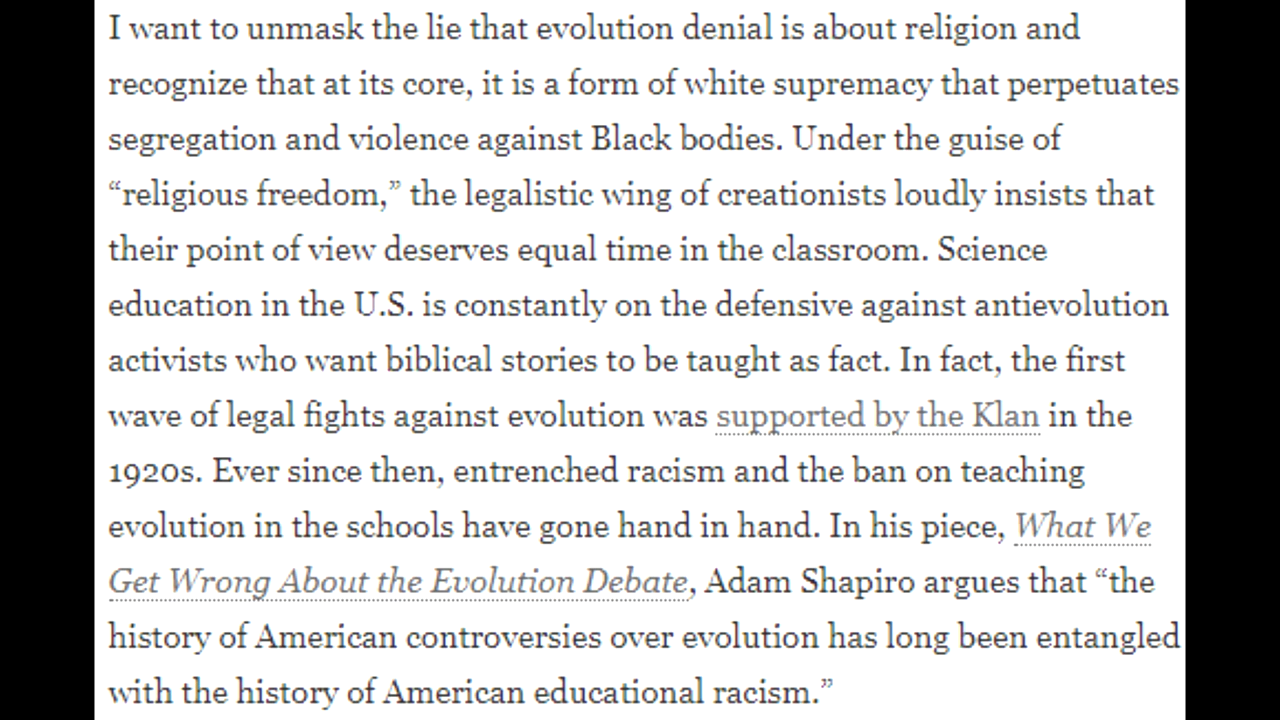 I want to unmask the lie that evolution denial is about religion and
recognize that at its core, it is a form of white supremacy that perpetuates
segregation and violence against Black bodies. Under the guise of
“religious freedom,” the legalistic wing of creationists loudly insists that
their point of view deserves equal time in the classroom. Science
education in the U.S. is constantly on the defensive against antievolution
activists who want biblical stories to be taught as fact. In fact, the first
wave of legal fights against evolution was supported by the Klan in the
1920s. Ever since then, entrenched racism and the ban on teaching
evolution in the schools have gone hand in hand. In his piece, What We
Get Wrong About the Evolution Debate, Adam Shapiro argues that “the
history of American controversies over evolution has long been entangled
with the history of American educational racism.”